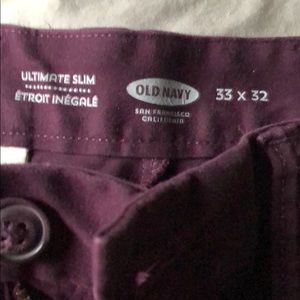 ULTIMATE SLIM
ÉTROIT INÉGALÉ
OLD NAVY
SAN FRANCISCO
CALIFORNIA
33 x 32